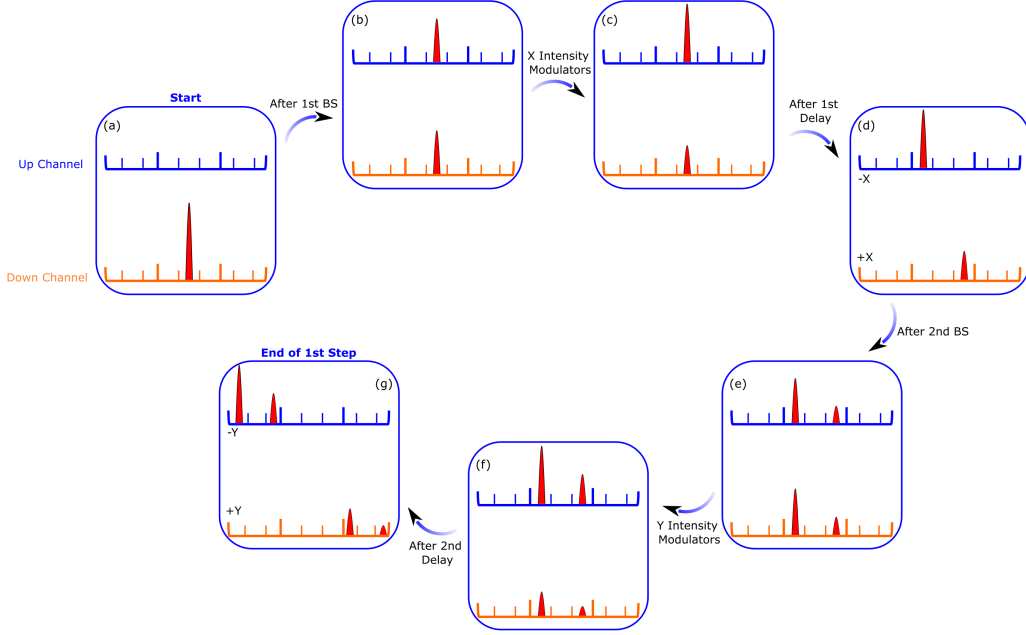 (b)
(c)
X Intensity
Modulators
Start
After 1st BS
After 1st
Delay
(a)
(d)
Up Channel
-X
+X
Down Channel
After 2nd BS
End of 1st Step
(g)
(e)
-Y
(f)
+Y
Y Intensity
Modulators
After 2nd
Delay